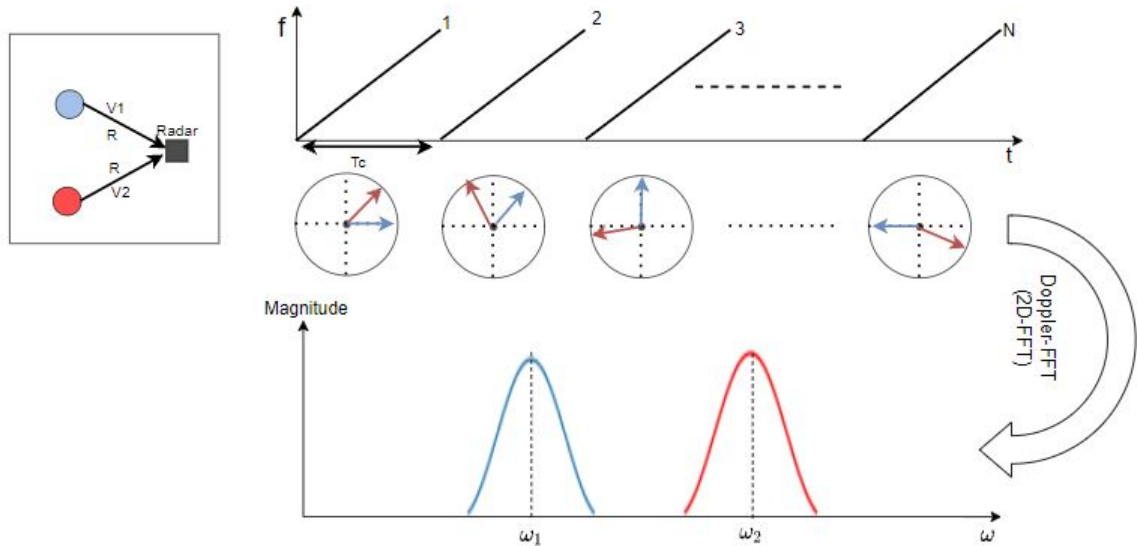 f
1
2
3
N
V1
R
Radar
R
V2
Tc
t
Doppler-FFT
(2D-FFT)
Magnitude
ω₁
ω₂
ω